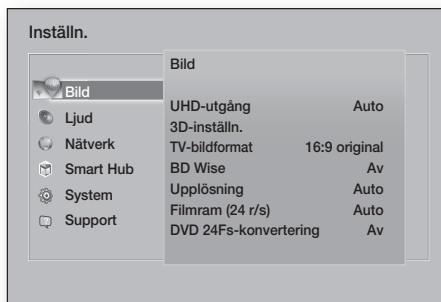 Inställn.
Bild
Ljud
Nätverk
Smart Hub
System
Support
Bild
UHD-utgång Auto
3D-inställn.
TV-bildformat 16:9 original
BD Wise Av
Upplösning Auto
Filmram (24 r/s) Auto
DVD 24Fs-konvertering Av